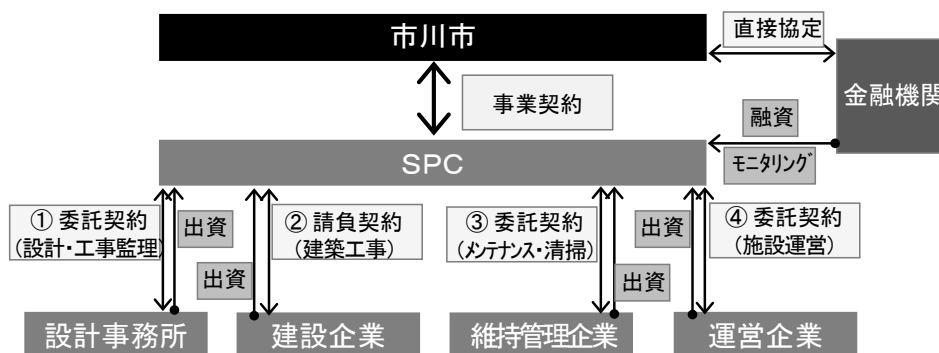 市川市
直接協定
金融機関
事業契約
融資
モニタリング
SPC
① 委託契約
(設計・工事監理)
出資
② 請負契約
(建築工事)
出資
③ 委託契約
(メンテナンス・清掃)
出資
出資
④ 委託契約
(施設運営)
設計事務所
建設企業
維持管理企業
運営企業